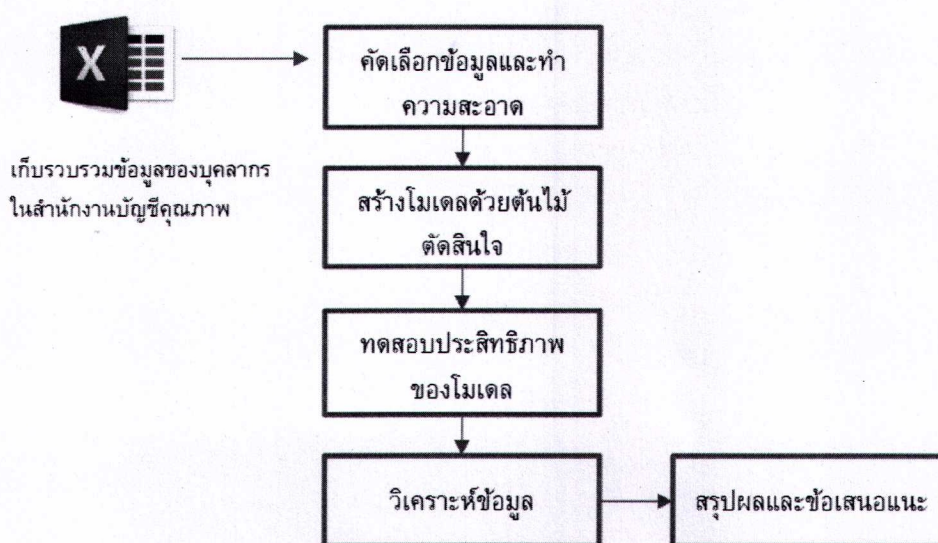 X
คัดเลือกข้อมูลและทำ
ความสะอาด
เก็บรวบรวมข้อมูลของบุคลากร
ในสำนักงานบัญชีคุณภาพ
สร้างโมเดลด้วยต้นไม้
ตัดสินใจ
ทดสอบประสิทธิภาพ
ของโมเดล
วิเคราะห์ข้อมูล
สรุปผลและข้อเสนอแนะ